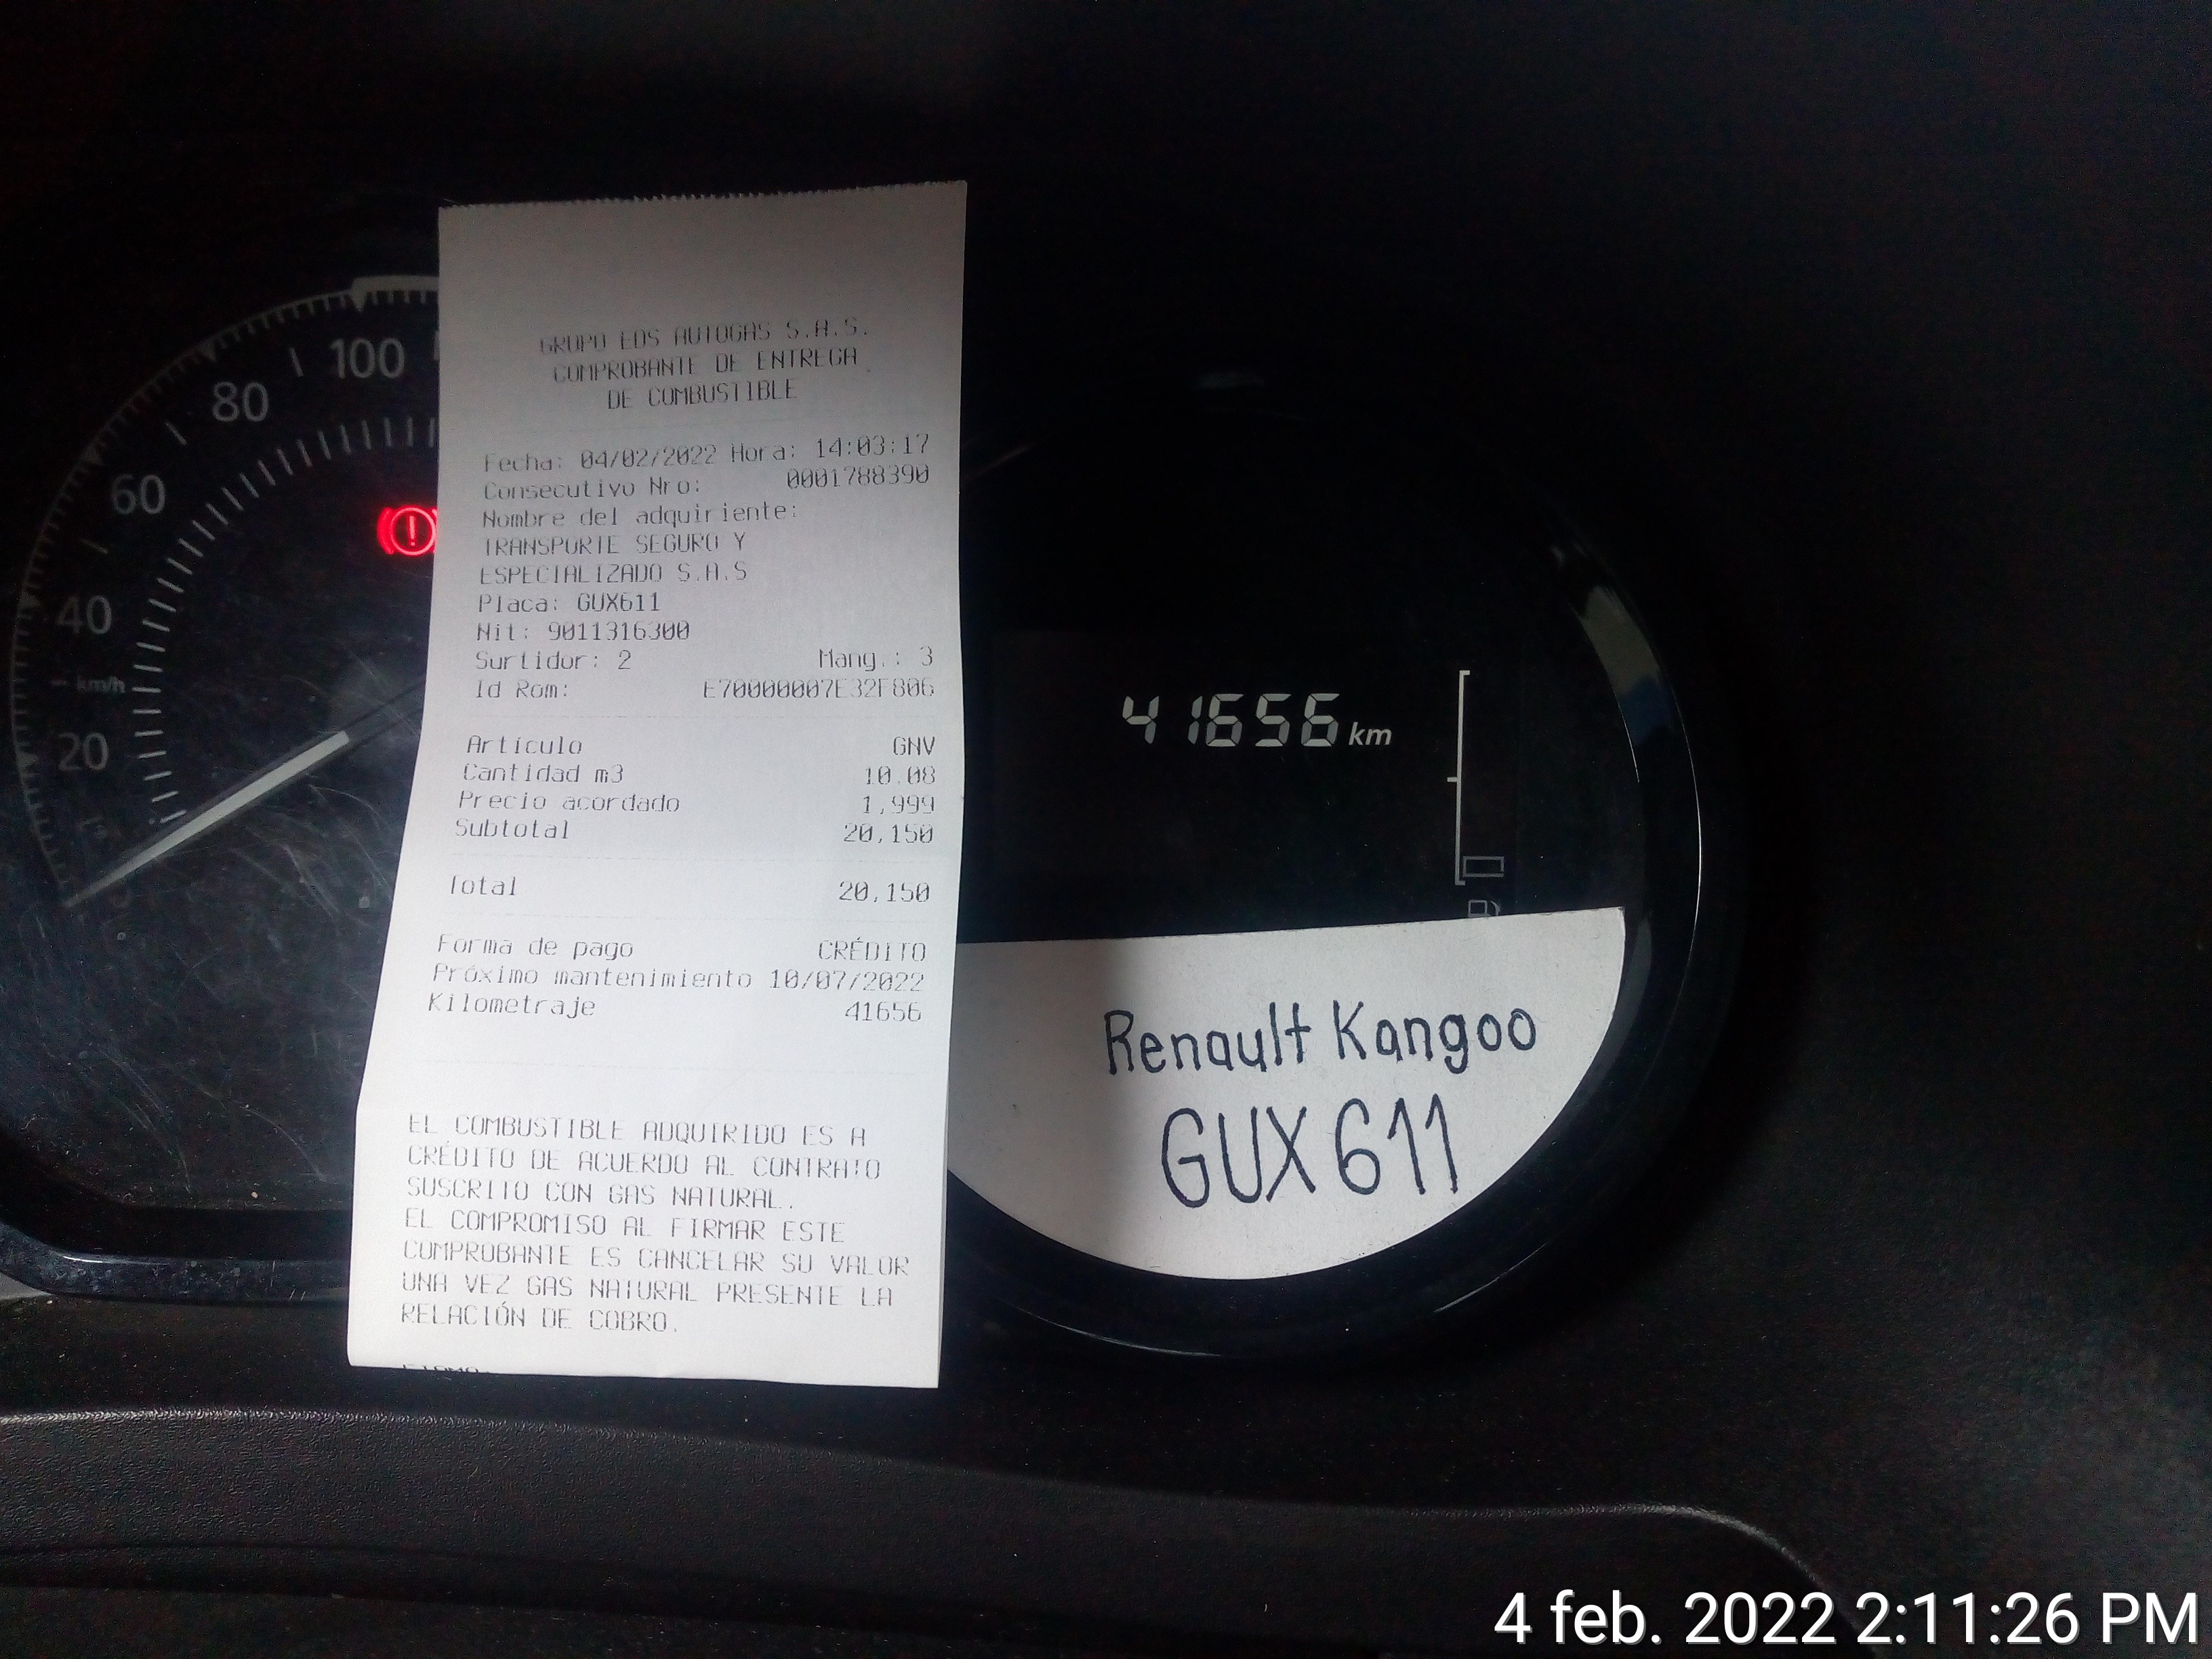 GRUPO EDS AUTOGAS S.A.S.
COMPROBANTE DE ENTREGA
DE COMBUSTIBLE
Fecha: 04/02/2022 Hora: 14:03:17
Consecutivo Nro: 0001788390
Nombre del adquiriente:
TRANSPORTE SEGURO Y
ESPECIALIZADO S.A.S
Placa: GUX611
Nit: 9011316300
Surtidor: 2 Mang.: 3
Id Rom: E70000007E32F806
Artículo GNV
Cantidad m3 10.08
Precio acordado 1,999
Subtotal 20,150
Total 20,150
Forma de pago CRÉDITO
Próximo mantenimiento 10/07/2022
Kilometraje 41656
EL COMBUSTIBLE ADQUIRIDO ES A
CRÉDITO DE ACUERDO AL CONTRATO
SUSCRITO CON GAS NATURAL.
EL COMPROMISO AL FIRMAR ESTE
COMPROBANTE ES CANCELAR SU VALOR
UNA VEZ GAS NATURAL PRESENTE LA
RELACIÓN DE COBRO.
100
80
60
40
km/h
20
41656 km
Renault Kangoo
GUX611
4 feb. 2022 2:11:26 PM